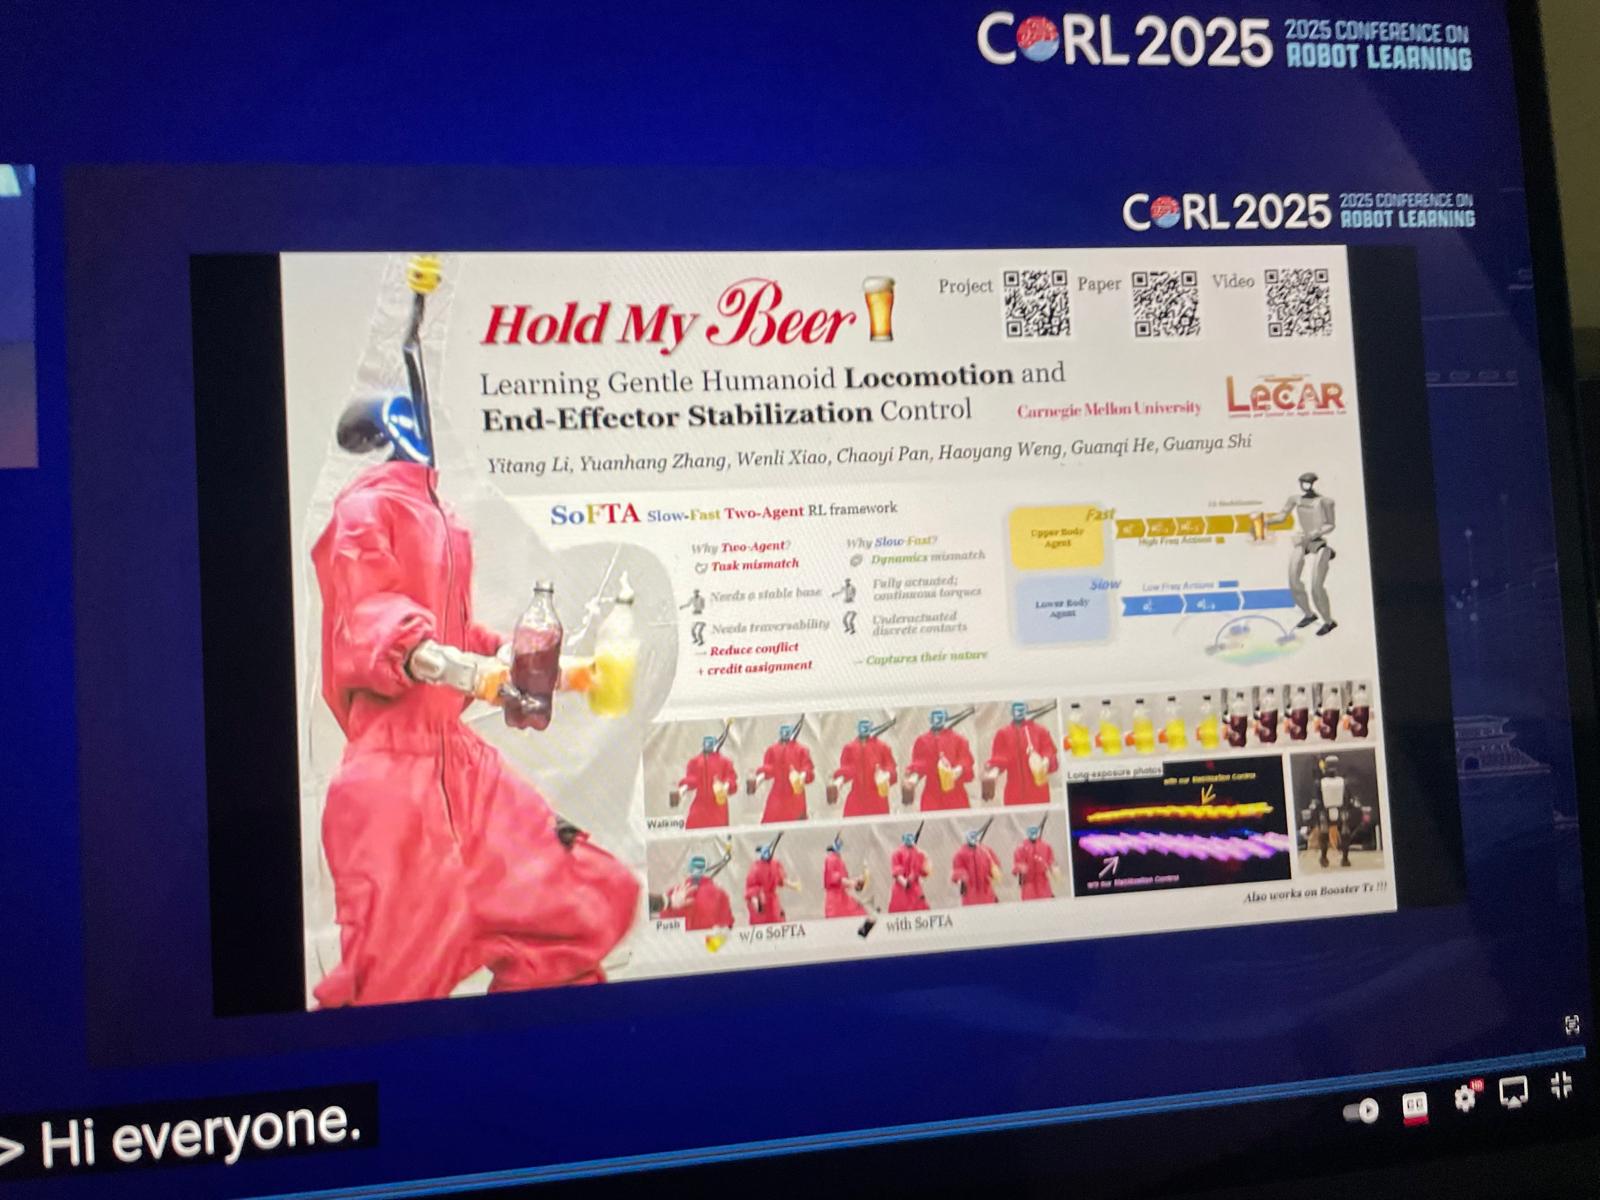 CORL 2025 2025 CONFERENCE ON
ROBOT LEARNING
CORL 2025 2025 CONFERENCE ON
ROBOT LEARNING
Hold My Beer
Project
Paper
Video
Learning Gentle Humanoid Locomotion and
End-Effector Stabilization Control
Carnegie Mellon University
LeCAR
Yitang Li, Yuanhang Zhang, Wenli Xiao, Chaoyi Pan, Haoyang Weng, Guanqi He, Guanya Shi
SoFTA Slow-Fast Two-Agent RL framework
Why Two-Agent?
Task mismatch
Needs a stable base
Needs traversability
→ Reduce conflict
+ credit assignment
Why Slow-Fast?
Dynamics mismatch
Fully actuated;
continuous torques
Underactuated
discrete contacts
→ Captures their nature
Fast
Upper Body
Agent
High Freq Actions
Slow
Lower Body
Agent
Low Freq Actions
Walking
Push
w/o SoFTA
with SoFTA
Long-exposure photos
with our Stabilization Control
w/o our Stabilization Control
Also works on Booster T1 !!!
> Hi everyone.
CC
HD